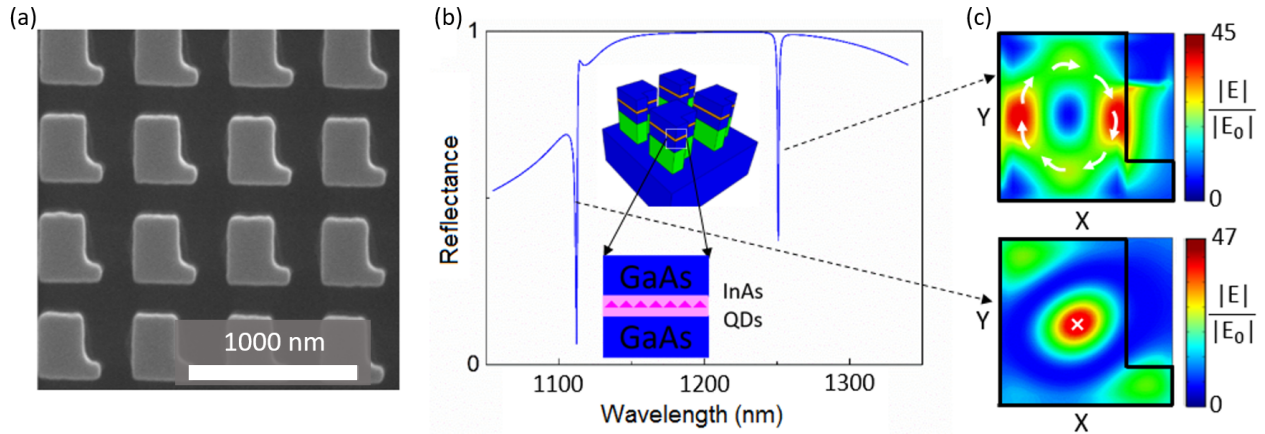 (a)
1000 nm
(b)
1
0
Reflectance
1100
1200
1300
Wavelength (nm)
GaAs
InAs
QDs
GaAs
(c)
45
|E|
|E₀|
0
Y
X
47
|E|
|E₀|
0
Y
X